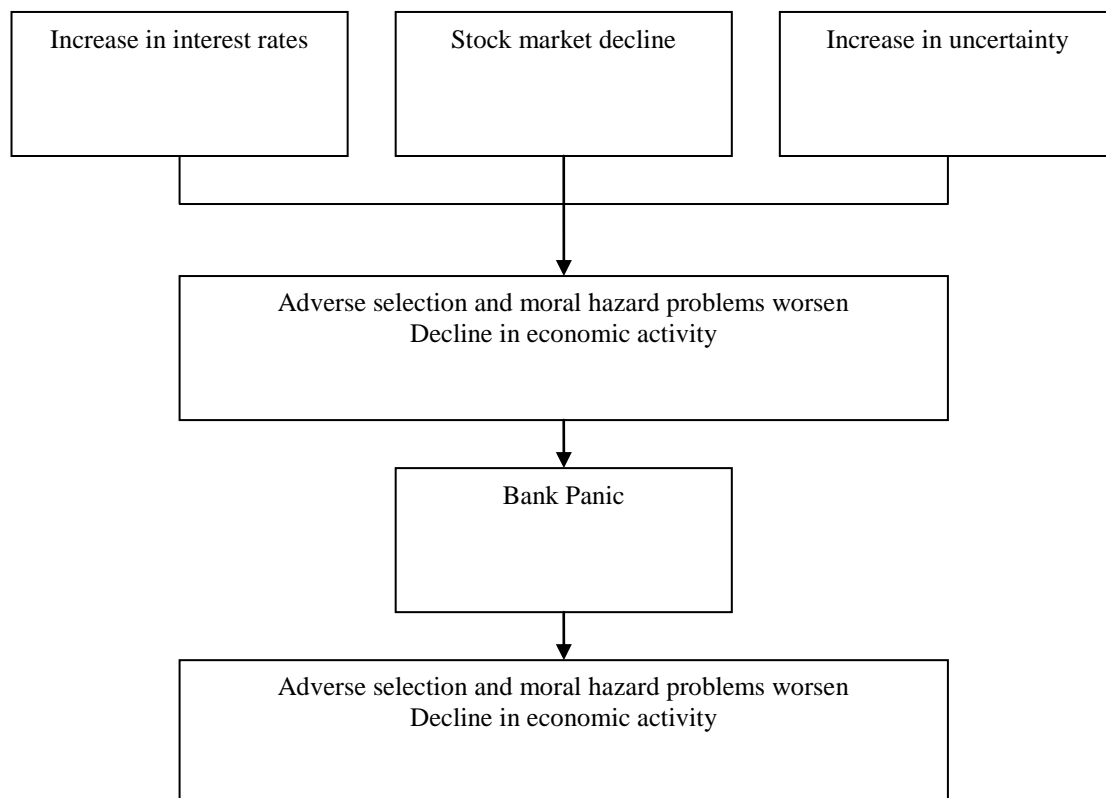 Increase in interest rates
Stock market decline
Increase in uncertainty
Adverse selection and moral hazard problems worsen
Decline in economic activity
Bank Panic
Adverse selection and moral hazard problems worsen
Decline in economic activity